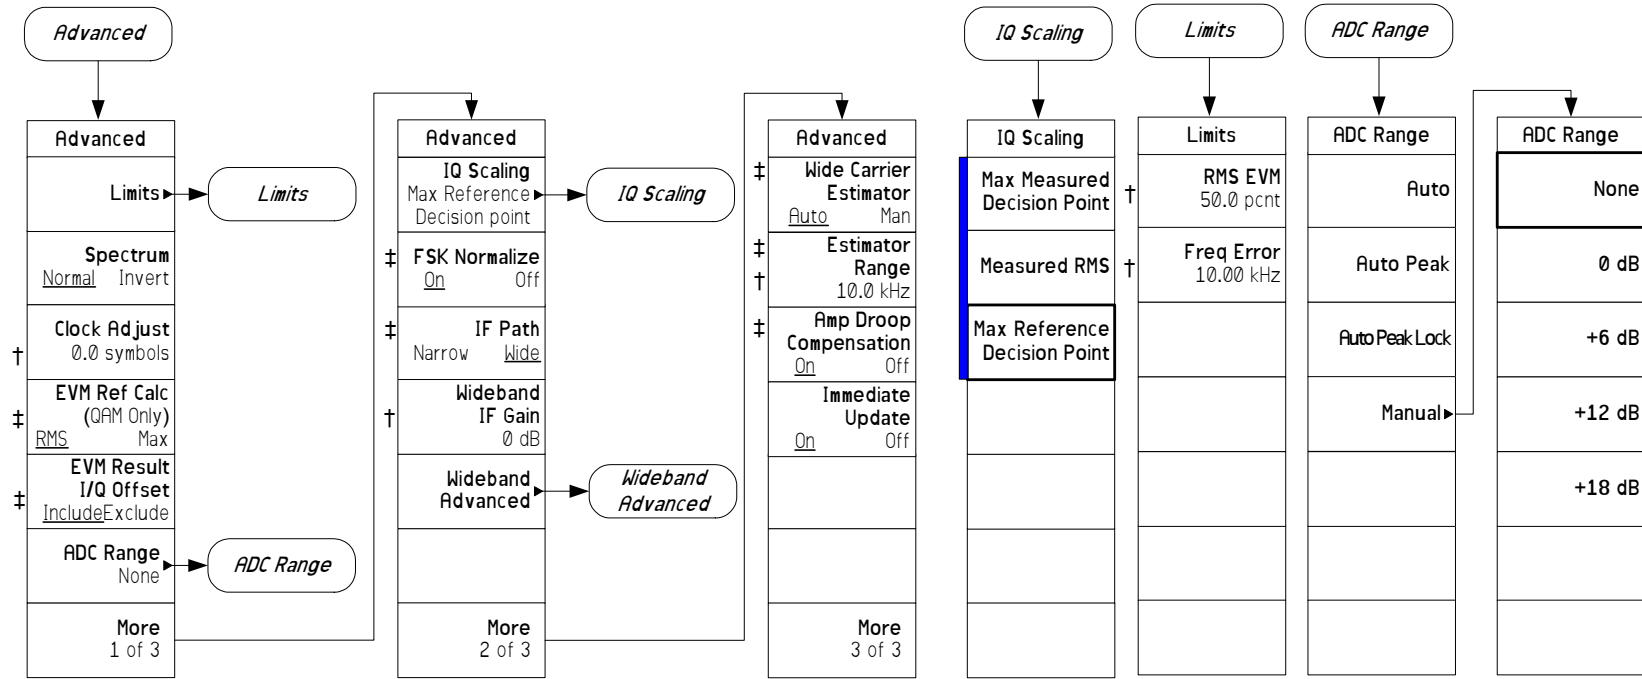 Advanced
Advanced
Limits
Limits
Spectrum
Normal Invert
Clock Adjust
† 0.0 symbols
EVM Ref Calc
‡ (QAM Only)
RMS Max
EVM Result
‡ I/Q Offset
IncludeExclude
ADC Range
None
ADC Range
More
1 of 3
Advanced
IQ Scaling
Max Reference
Decision point
IQ Scaling
‡ FSK Normalize
On Off
‡ IF Path
Narrow Wide
Wideband
† IF Gain
0 dB
Wideband
Advanced
Wideband
Advanced
More
2 of 3
Advanced
‡ Wide Carrier
Estimator
Auto Man
‡ Estimator
† Range
10.0 kHz
‡ Amp Droop
Compensation
On Off
Immediate
Update
On Off
More
3 of 3
IQ Scaling
IQ Scaling
Max Measured
Decision Point
Measured RMS
Max Reference
Decision Point
Limits
Limits
† RMS EVM
50.0 pcnt
† Freq Error
10.00 kHz
ADC Range
ADC Range
Auto
Auto Peak
Auto Peak Lock
Manual
ADC Range
None
0 dB
+6 dB
+12 dB
+18 dB